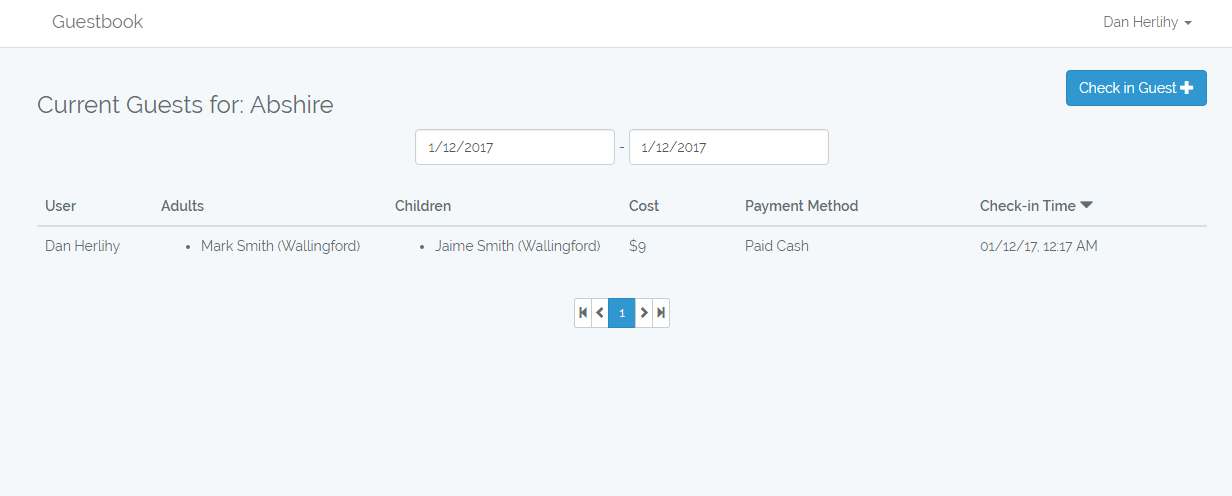 Guestbook Dan Herlihy
Check in Guest
Current Guests for: Abshire
1/12/2017 - 1/12/2017
User Adults Children Cost Payment Method Check-in Time
Dan Herlihy • Mark Smith (Wallingford) • Jaime Smith (Wallingford) $9 Paid Cash 01/12/17, 12:17 AM
1